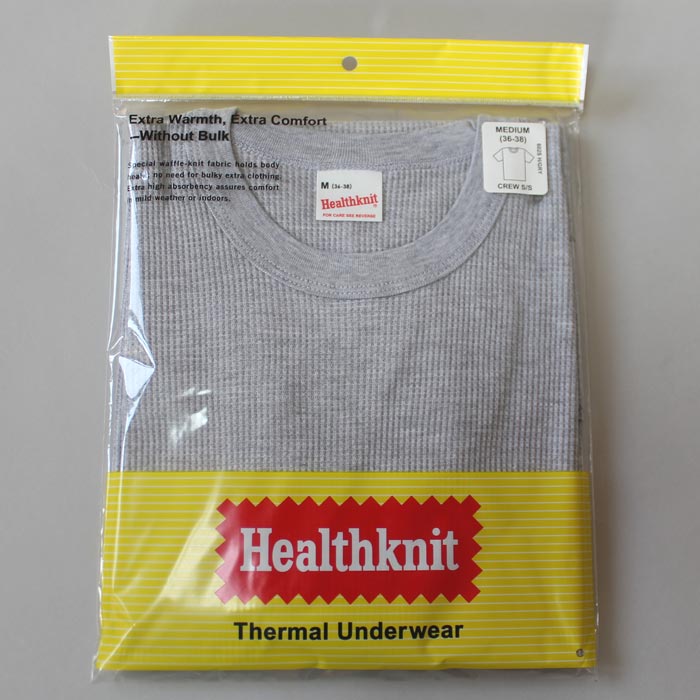 Extra Warmth, Extra Comfort
—Without Bulk
Special waffle-knit fabric holds body
heat, no need for bulky extra clothing.
Extra high absorbency assures comfort
in mild weather or indoors.
MEDIUM
(36-38)
CREW S/S
M (36-38)
Healthknit
FOR CARE SEE REVERSE
Healthknit
Thermal Underwear